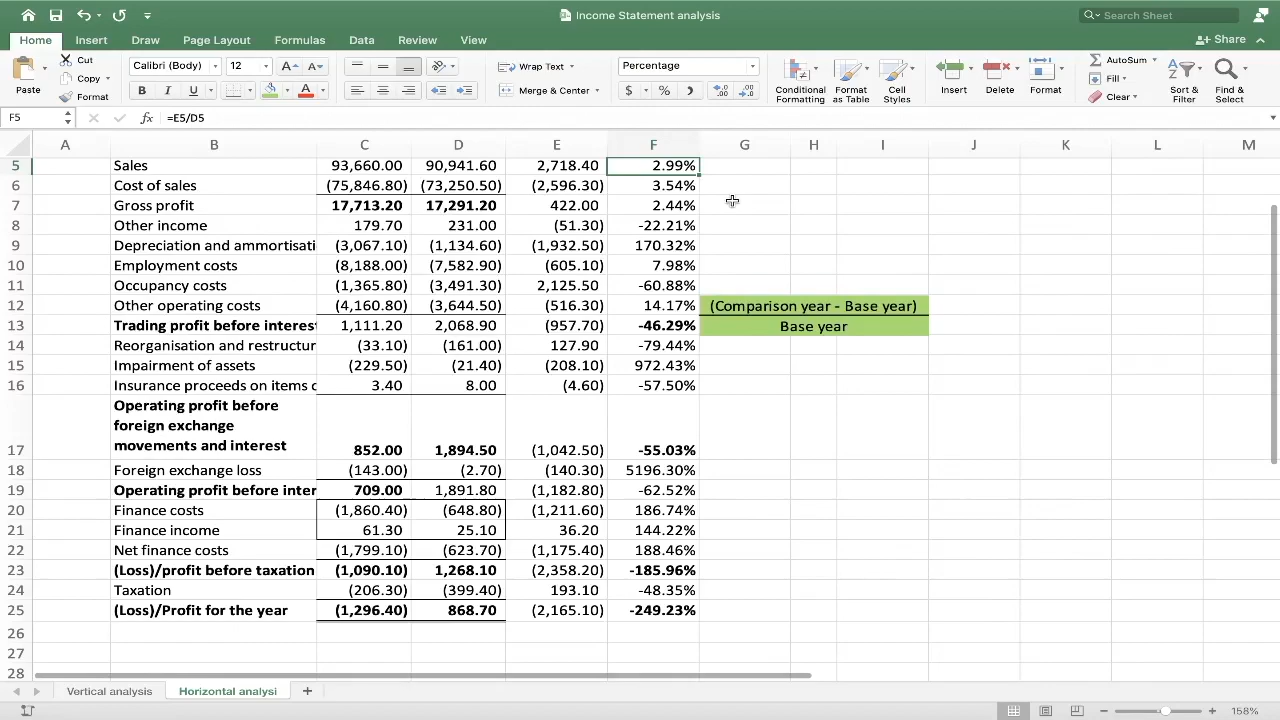 Income Statement analysis
Search Sheet
Home Insert Draw Page Layout Formulas Data Review View
Share
Paste
Cut
Copy
Format
Calibri (Body) 12 A A
B I U A
Wrap Text
Merge & Center
Percentage
$ % )
Conditional Formatting
Format as Table
Cell Styles
Insert
Delete
Format
AutoSum
Fill
Clear
Sort & Filter
Find & Select
F5 fx =E5/D5
A B C D E F G H I J K L M
5 Sales 93,660.00 90,941.60 2,718.40 2.99%
6 Cost of sales (75,846.80) (73,250.50) (2,596.30) 3.54%
7 Gross profit 17,713.20 17,291.20 422.00 2.44%
8 Other income 179.70 231.00 (51.30) -22.21%
9 Depreciation and ammortisati (3,067.10) (1,134.60) (1,932.50) 170.32%
10 Employment costs (8,188.00) (7,582.90) (605.10) 7.98%
11 Occupancy costs (1,365.80) (3,491.30) 2,125.50 -60.88%
12 Other operating costs (4,160.80) (3,644.50) (516.30) 14.17% (Comparison year - Base year)
13 Trading profit before interest 1,111.20 2,068.90 (957.70) -46.29% Base year
14 Reorganisation and restructur (33.10) (161.00) 127.90 -79.44%
15 Impairment of assets (229.50) (21.40) (208.10) 972.43%
16 Insurance proceeds on items o 3.40 8.00 (4.60) -57.50%
Operating profit before
foreign exchange
17 movements and interest 852.00 1,894.50 (1,042.50) -55.03%
18 Foreign exchange loss (143.00) (2.70) (140.30) 5196.30%
19 Operating profit before inter 709.00 1,891.80 (1,182.80) -62.52%
20 Finance costs (1,860.40) (648.80) (1,211.60) 186.74%
21 Finance income 61.30 25.10 36.20 144.22%
22 Net finance costs (1,799.10) (623.70) (1,175.40) 188.46%
23 (Loss)/profit before taxation (1,090.10) 1,268.10 (2,358.20) -185.96%
24 Taxation (206.30) (399.40) 193.10 -48.35%
25 (Loss)/Profit for the year (1,296.40) 868.70 (2,165.10) -249.23%
26
27
28
Vertical analysis Horizontal analysi +
158%